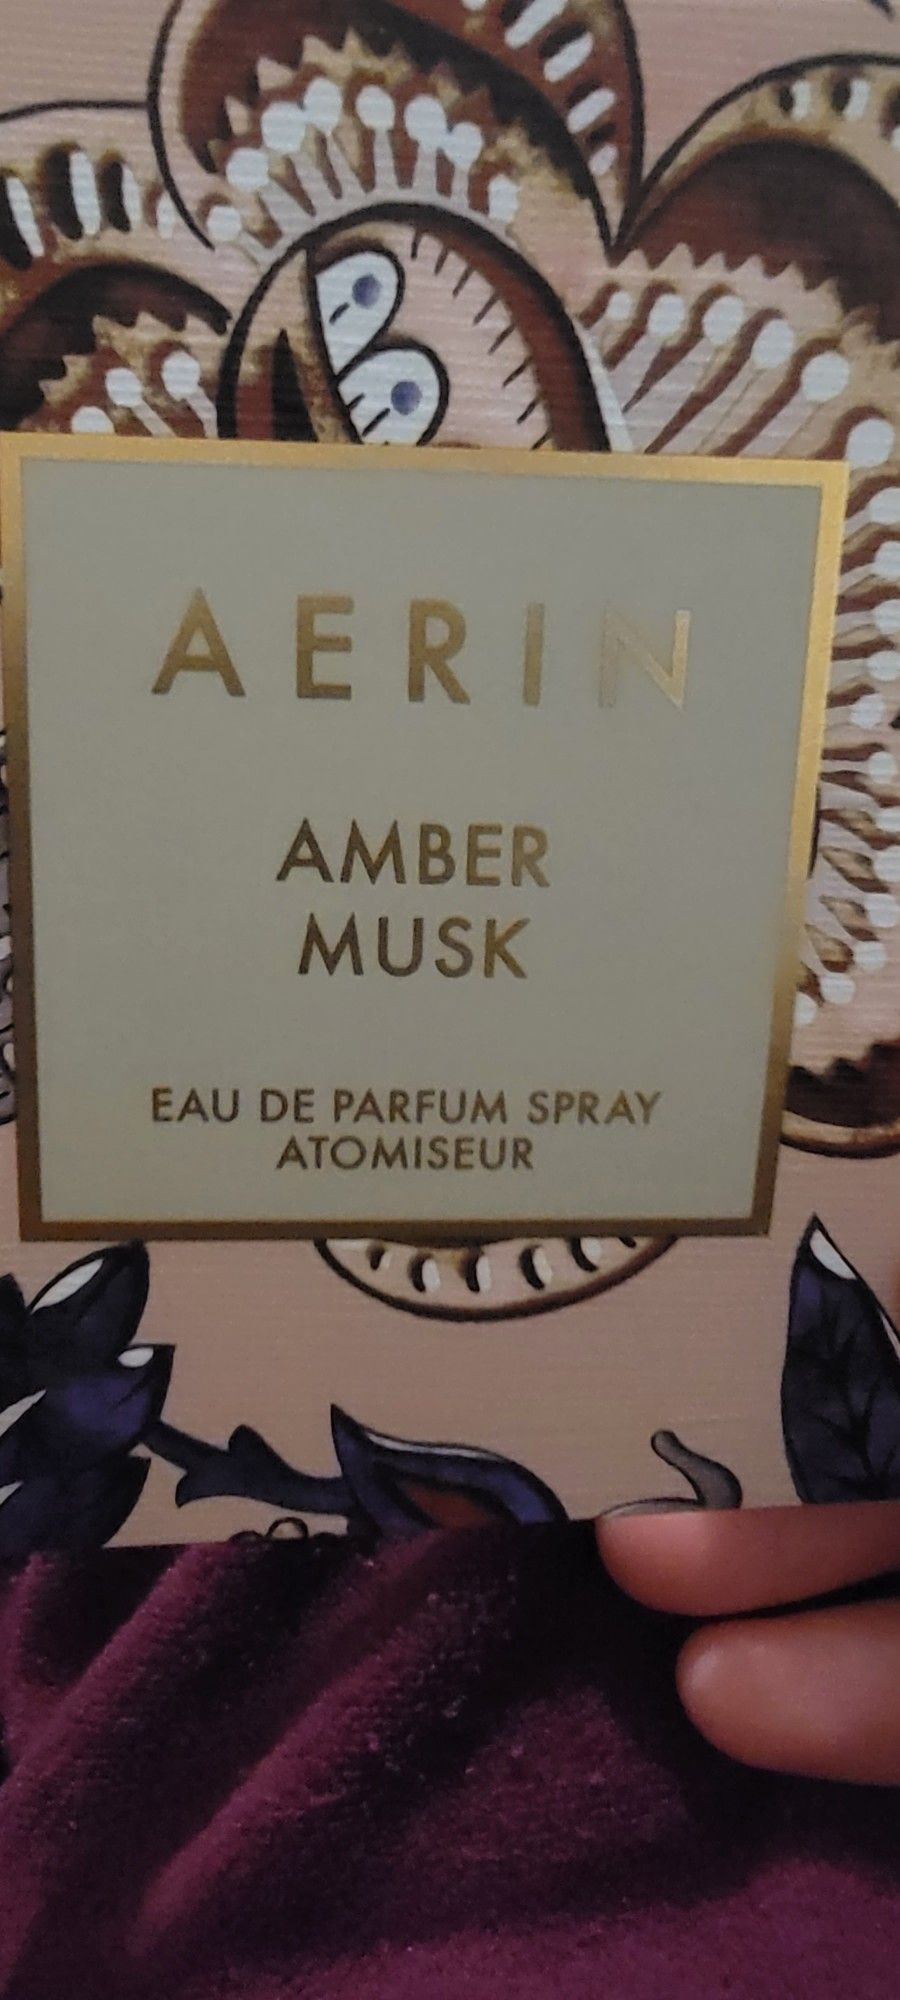 AERIN
AMBER
MUSK
EAU DE PARFUM SPRAY
ATOMISEUR